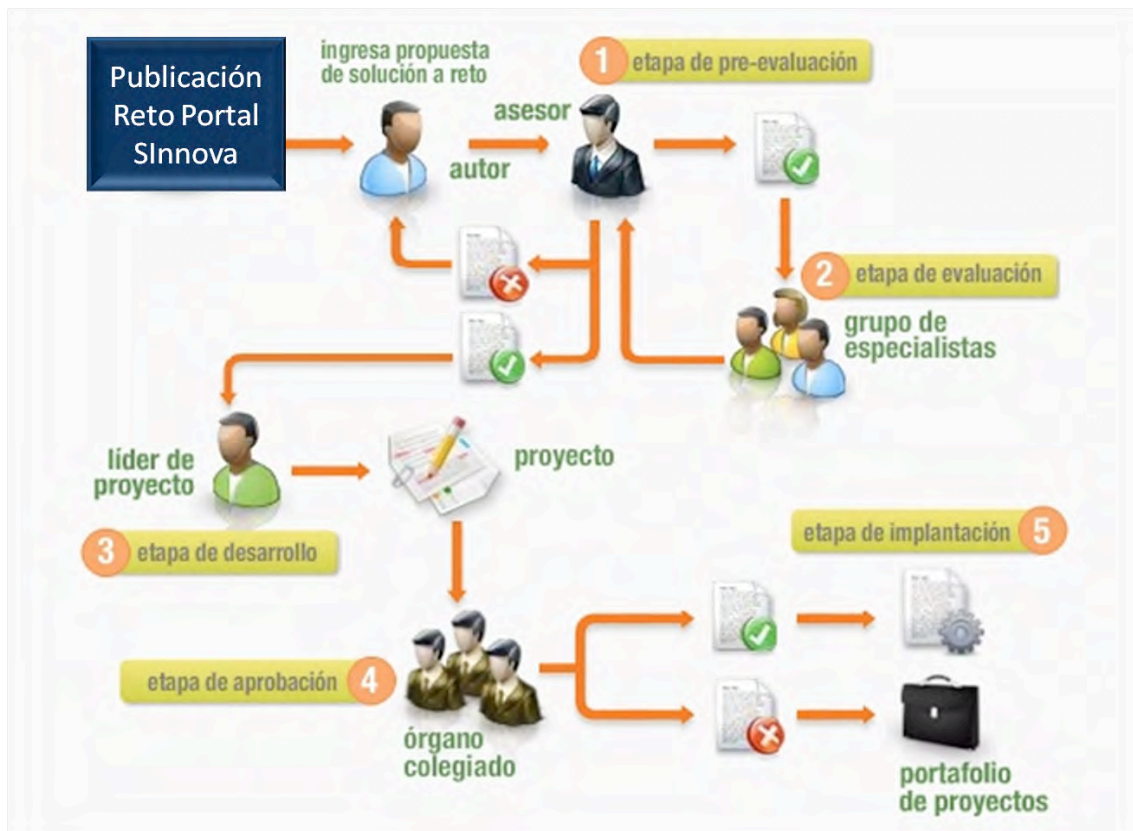 Publicación
Reto Portal
SInnova
ingresa propuesta
de solución a reto
autor
asesor
1 etapa de pre-evaluación
2 etapa de evaluación
grupo de
especialistas
líder de
proyecto
proyecto
3 etapa de desarrollo
etapa de implantación 5
etapa de aprobación 4
órgano
colegiado
portafolio
de proyectos